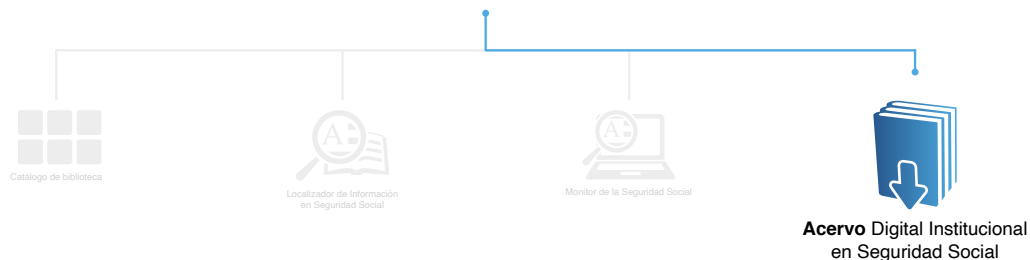 Catálogo de biblioteca
Localizador de Información
en Seguridad Social
Monitor de la Seguridad Social
Acervo Digital Institucional
en Seguridad Social